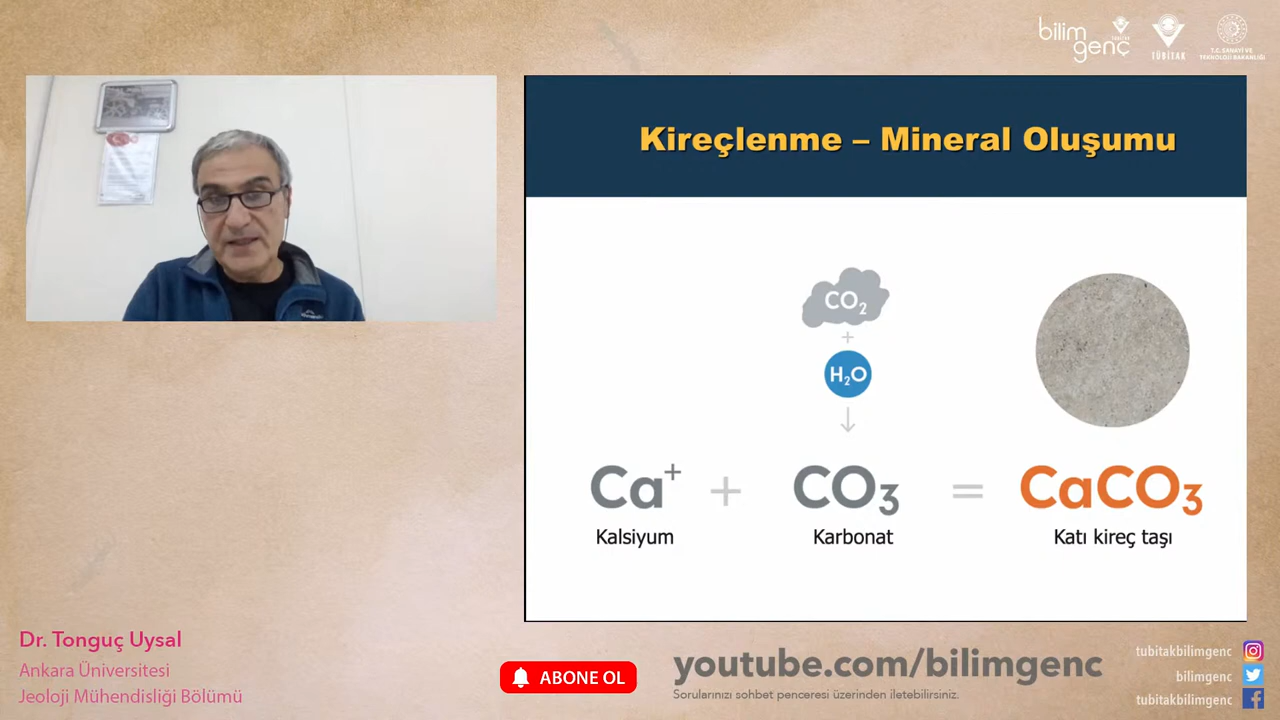 bilim
genç
TÜBİTAK
T.C. SANAYİ VE
TEKNOLOJİ BAKANLIĞI
Kireçlenme – Mineral Oluşumu
CO2
+
H2O
Ca+ + CO3 = CaCO3
Kalsiyum Karbonat Katı kireç taşı
Dr. Tonguç Uysal
Ankara Üniversitesi
Jeoloji Mühendisliği Bölümü
ABONE OL
youtube.com/bilimgenc
Sorularınızı sohbet penceresi üzerinden iletebilirsiniz.
tubitakbilimgenc
bilimgenc
tubitakbilimgenc